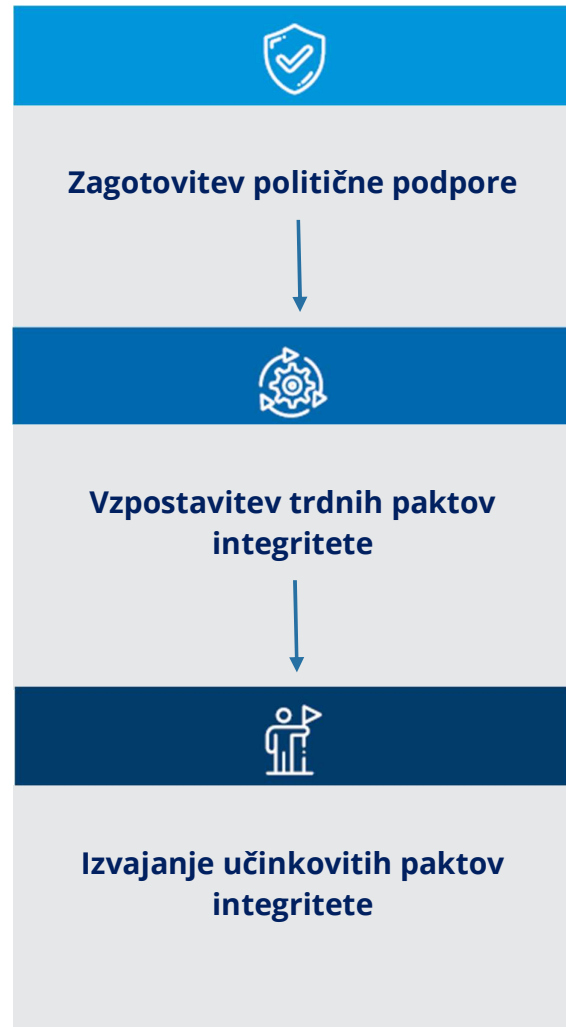 Zagotovitev politične podpore
Vzpostavitev trdnih paktov
integritete
Izvajanje učinkovitih paktov
integritete